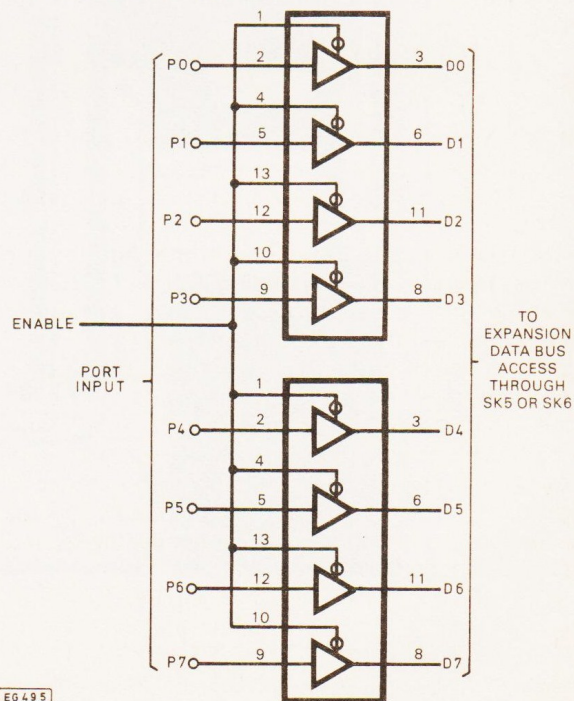 1
P0 2 3 D0
4
P1 5 6 D1
13
P2 12 11 D2
10
P3 9 8 D3
ENABLE
PORT
INPUT
TO
EXPANSION
DATA BUS
ACCESS
THROUGH
SK5 OR SK6
1
P4 2 3 D4
4
P5 5 6 D5
13
P6 12 11 D6
10
P7 9 8 D7
EG495